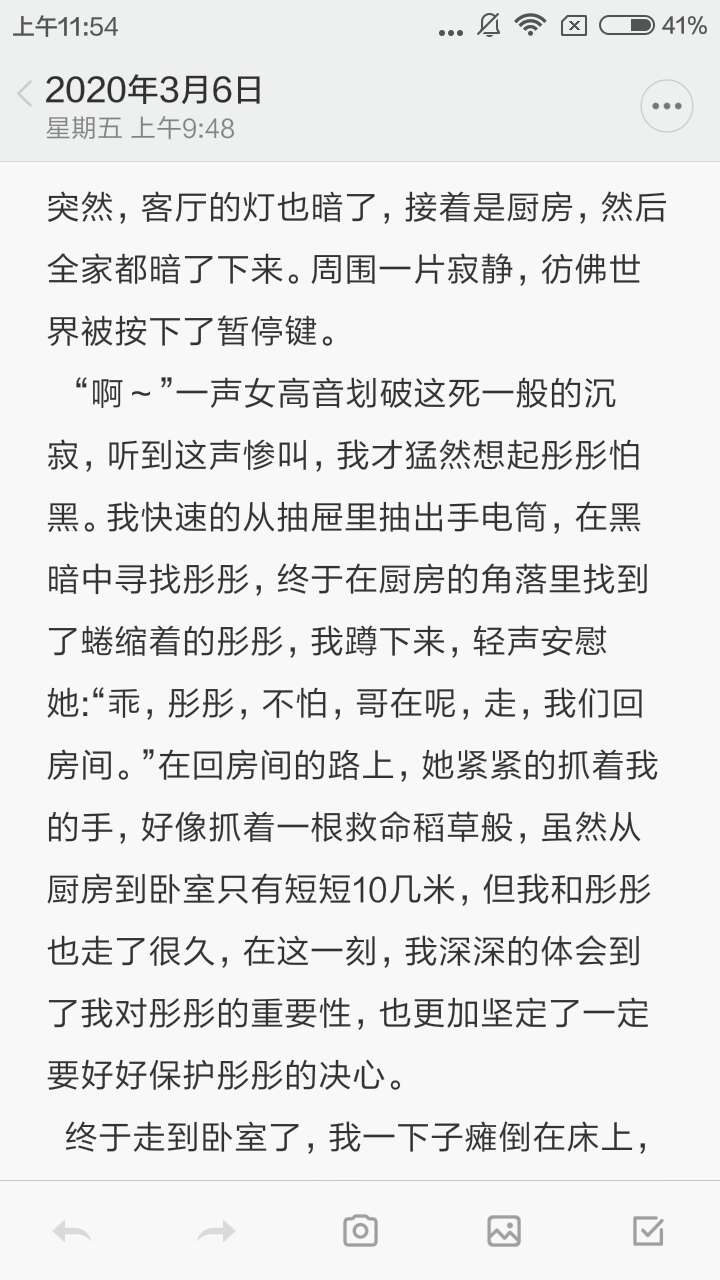 上午11:54
41%
2020年3月6日
星期五 上午9:48
突然，客厅的灯也暗了，接着是厨房，然后
全家都暗了下来。周围一片寂静，彷佛世
界被按下了暂停键。
“啊～”一声女高音划破这死一般的沉
寂，听到这声惨叫，我才猛然想起彤彤怕
黑。我快速的从抽屉里抽出手电筒，在黑
暗中寻找彤彤，终于在厨房的角落里找到
了蜷缩着的彤彤，我蹲下来，轻声安慰
她:“乖，彤彤，不怕，哥在呢，走，我们回
房间。”在回房间的路上，她紧紧的抓着我
的手，好像抓着一根救命稻草般，虽然从
厨房到卧室只有短短10几米，但我和彤彤
也走了很久，在这一刻，我深深的体会到
了我对彤彤的重要性，也更加坚定了一定
要好好保护彤彤的决心。
终于走到卧室了，我一下子瘫倒在床上，